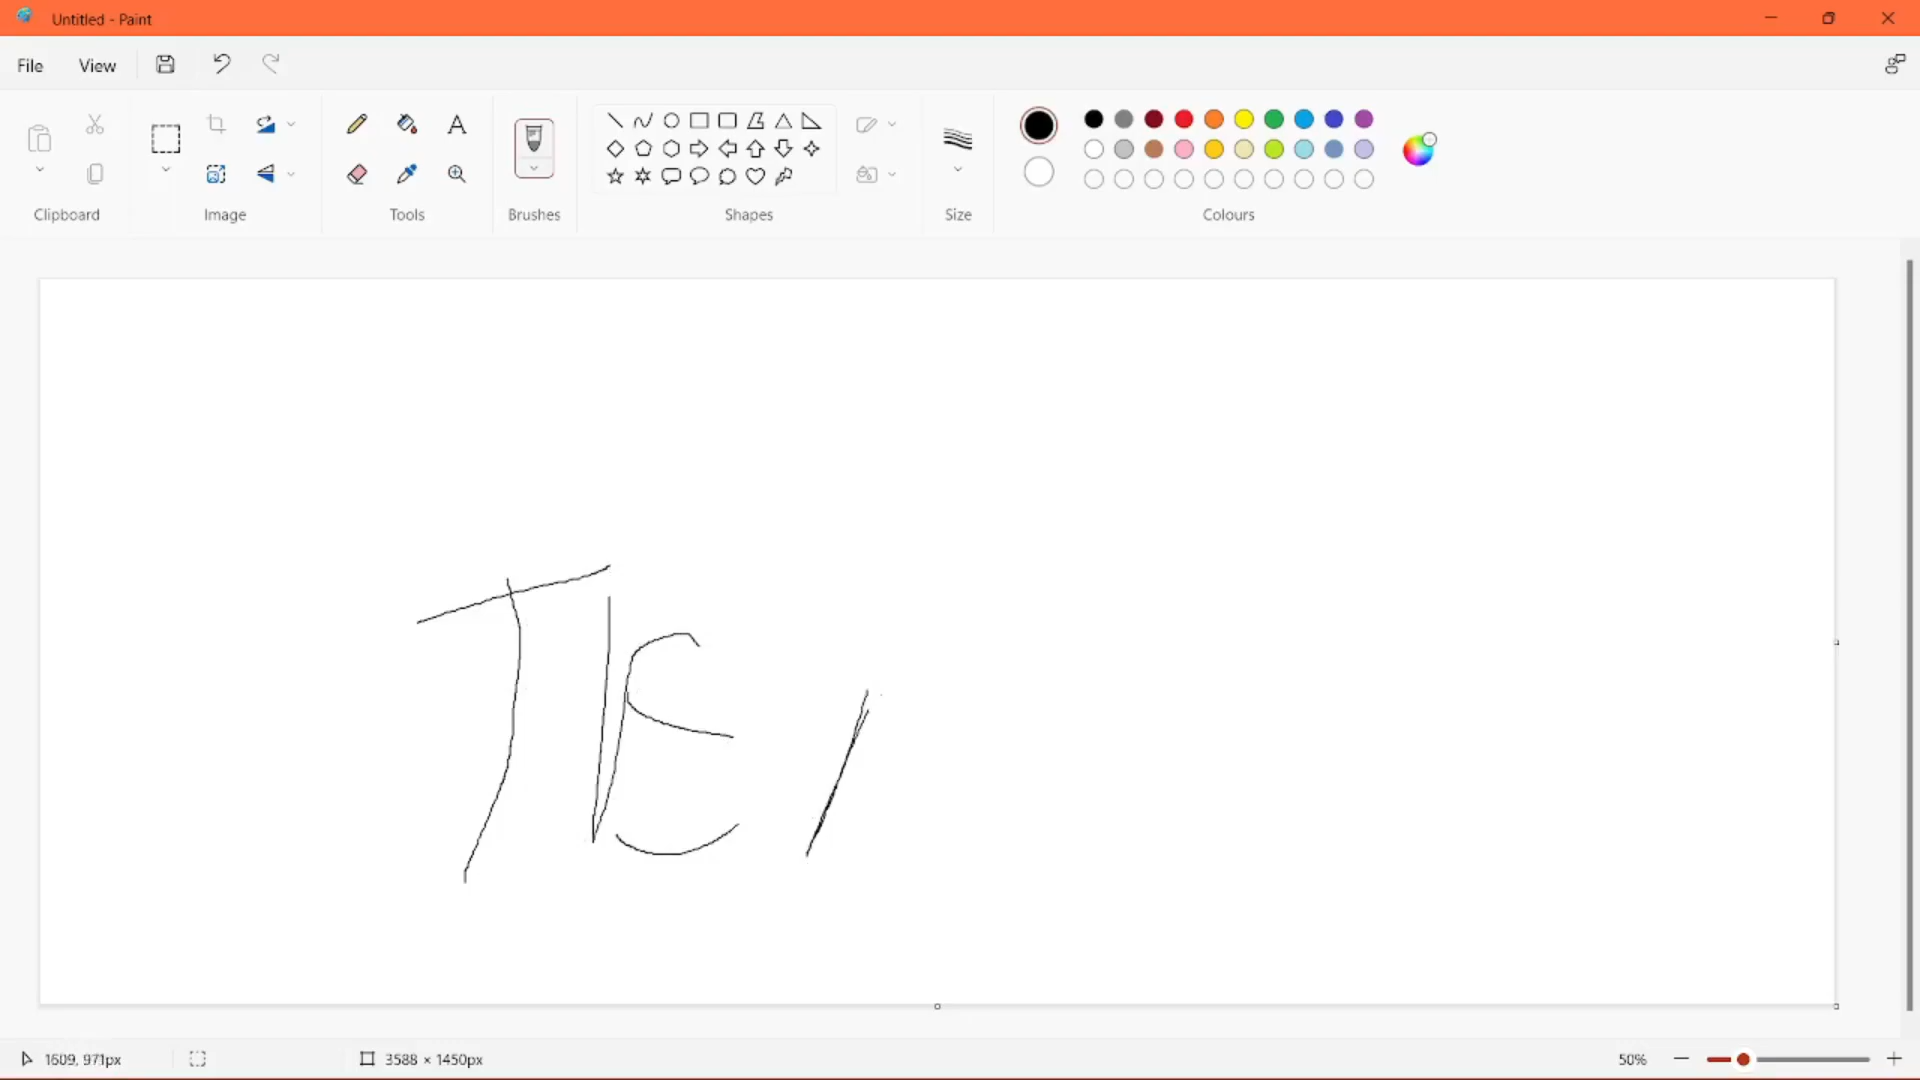 Untitled - Paint
File View
Clipboard Image Tools Brushes Shapes Size Colours
TE
1609, 971px 3588 × 1450px 50%